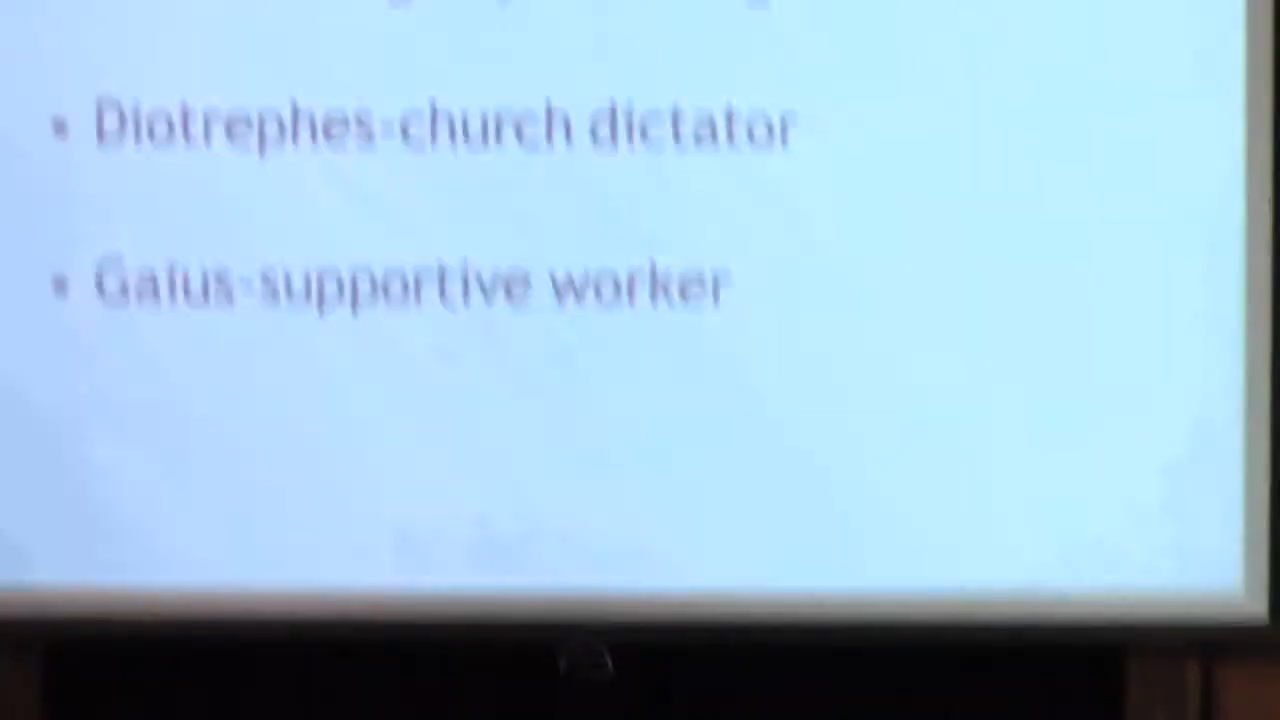 • Diotrephes-church dictator
• Gaius-supportive worker